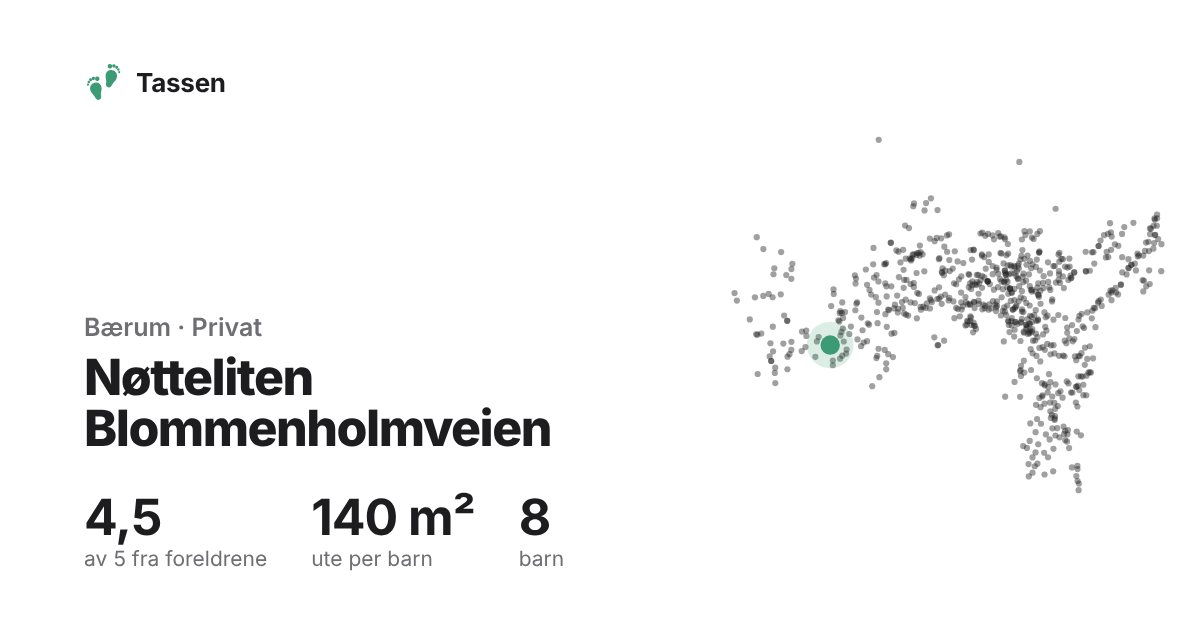 Tassen
Bærum · Privat
Nøtteliten
Blommenholmveien
4,5
av 5 fra foreldrene
140 m²
ute per barn
8
barn